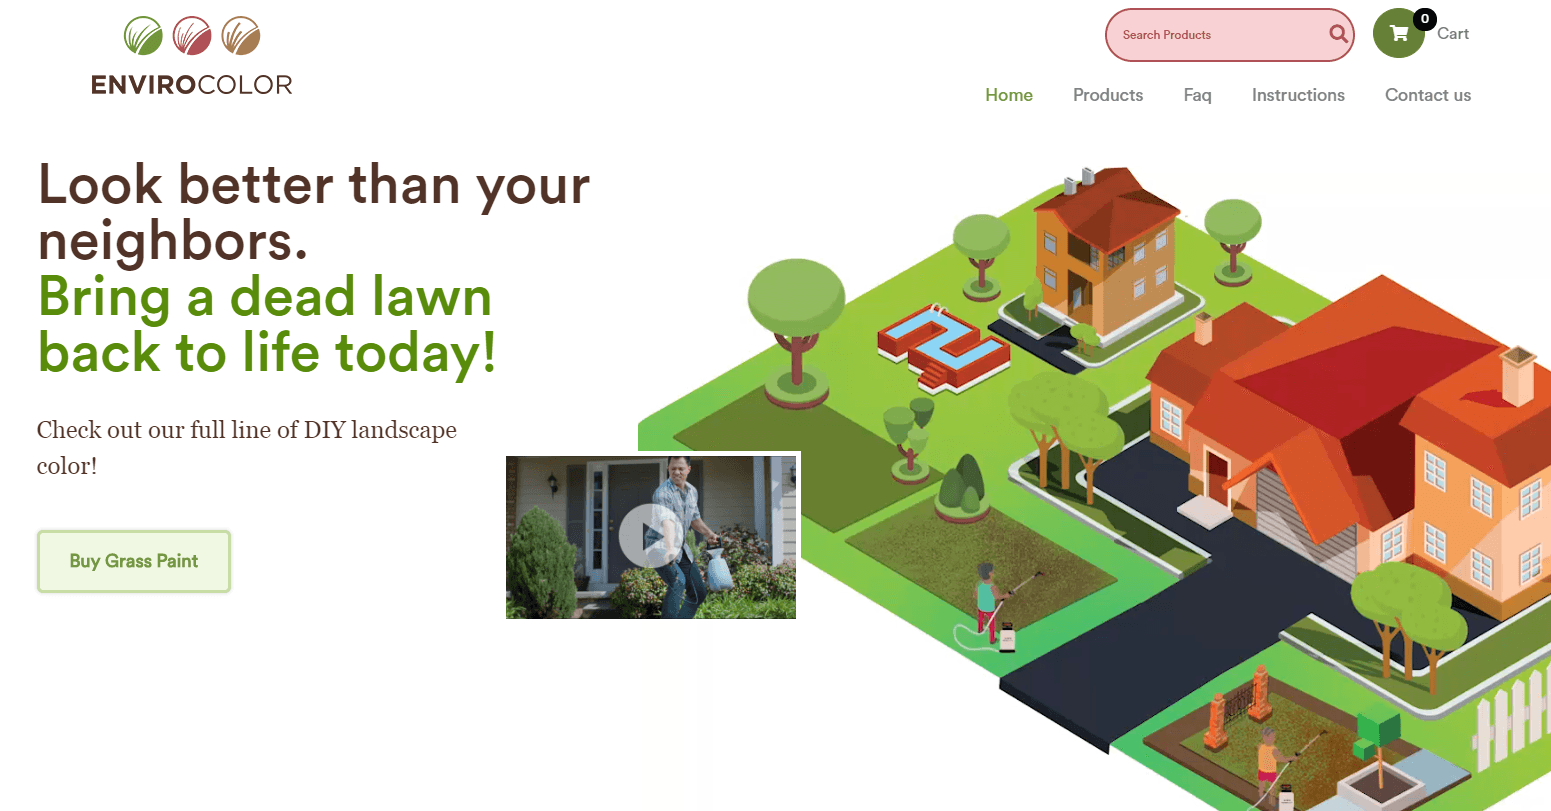 ENVIROCOLOR
Search Products
0
Cart
Home
Products
Faq
Instructions
Contact us
Look better than your
neighbors.
Bring a dead lawn
back to life today!
Check out our full line of DIY landscape
color!
Buy Grass Paint